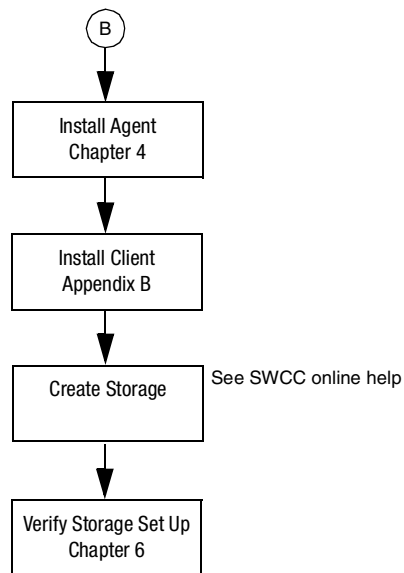 B
Install Agent
Chapter 4
Install Client
Appendix B
Create Storage
See SWCC online help
Verify Storage Set Up
Chapter 6